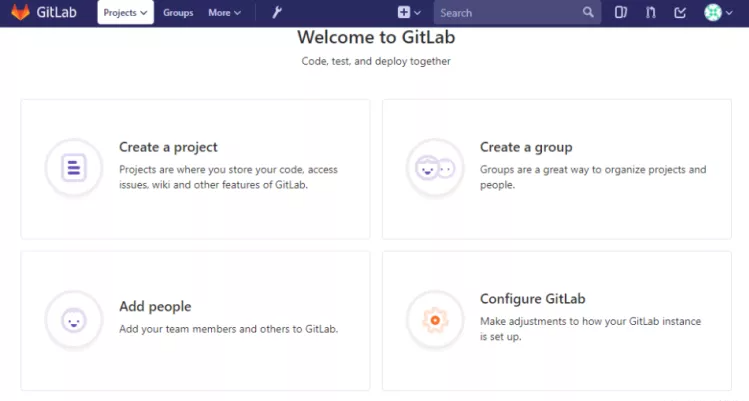 GitLab Projects Groups More Search
Welcome to GitLab
Code, test, and deploy together
Create a project
Projects are where you store your code, access
issues, wiki and other features of GitLab.
Create a group
Groups are a great way to organize projects and
people.
Add people
Add your team members and others to GitLab.
Configure GitLab
Make adjustments to how your GitLab instance
is set up.